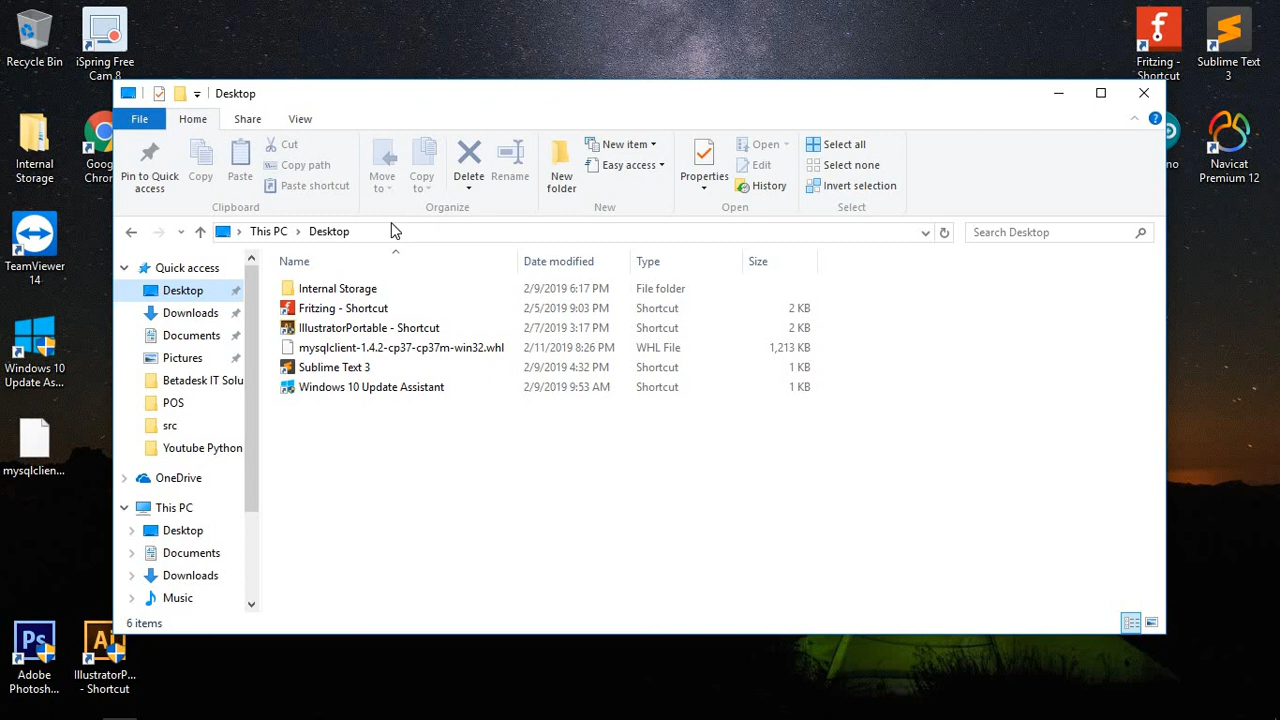 Recycle Bin
iSpring Free
Cam 8
Fritzing -
Shortcut
Sublime Text
3
Internal
Storage
Goog
Chron
no
Navicat
Premium 12
TeamViewer
14
Windows 10
Update As...
mysqlclien...
Adobe
Photosh...
IllustratorP...
- Shortcut
Desktop
File
Home
Share
View
Pin to Quick
access
Copy
Paste
Cut
Copy path
Paste shortcut
Clipboard
Move
to
Copy
to
Delete
Rename
Organize
New
folder
New item
Easy access
New
Properties
Open
Edit
History
Open
Select all
Select none
Invert selection
Select
This PC
Desktop
Search Desktop
Quick access
Desktop
Downloads
Documents
Pictures
Betadesk IT Solu
POS
src
Youtube Python
OneDrive
This PC
Desktop
Documents
Downloads
Music
Name Date modified Type Size
Internal Storage 2/9/2019 6:17 PM File folder
Fritzing - Shortcut 2/5/2019 9:03 PM Shortcut 2 KB
IllustratorPortable - Shortcut 2/7/2019 3:17 PM Shortcut 2 KB
mysqlclient-1.4.2-cp37-cp37m-win32.whl 2/11/2019 8:26 PM WHL File 1,213 KB
Sublime Text 3 2/9/2019 4:32 PM Shortcut 1 KB
Windows 10 Update Assistant 2/9/2019 9:53 AM Shortcut 1 KB
6 items
Ps
Ai